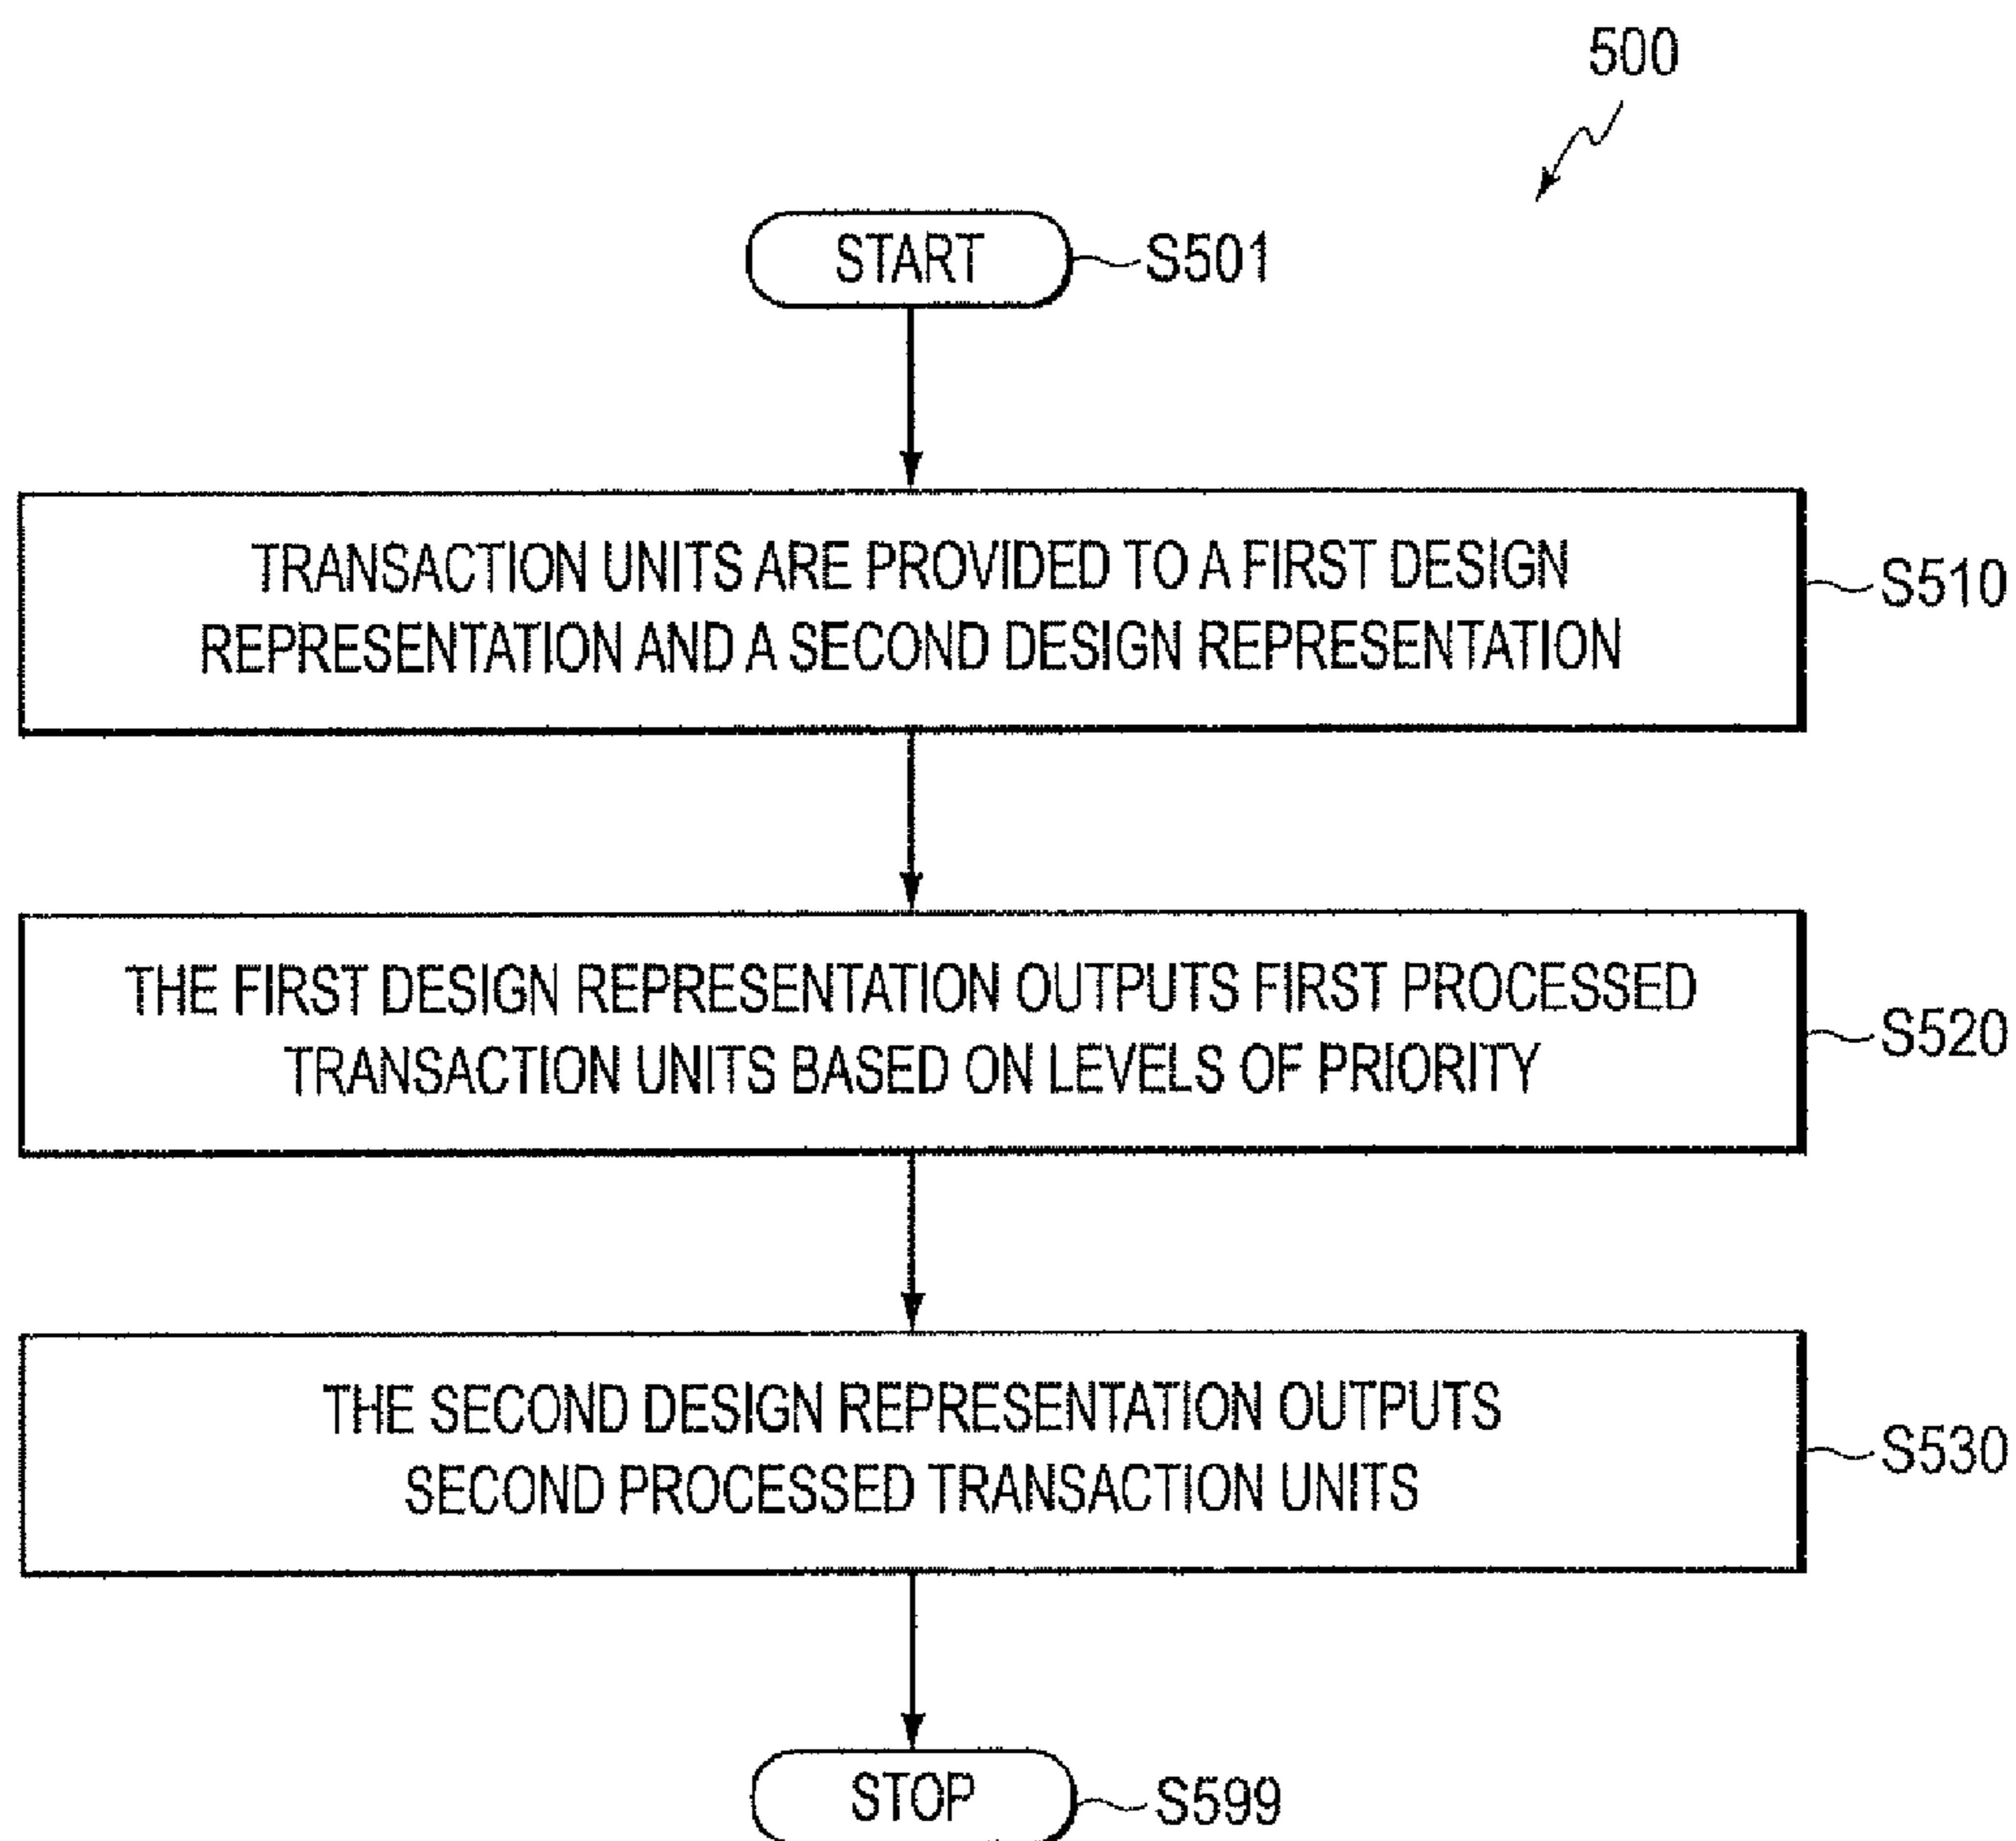 500
START
S501
TRANSACTION UNITS ARE PROVIDED TO A FIRST DESIGN
REPRESENTATION AND A SECOND DESIGN REPRESENTATION
S510
THE FIRST DESIGN REPRESENTATION OUTPUTS FIRST PROCESSED
TRANSACTION UNITS BASED ON LEVELS OF PRIORITY
S520
THE SECOND DESIGN REPRESENTATION OUTPUTS
SECOND PROCESSED TRANSACTION UNITS
S530
STOP
S599